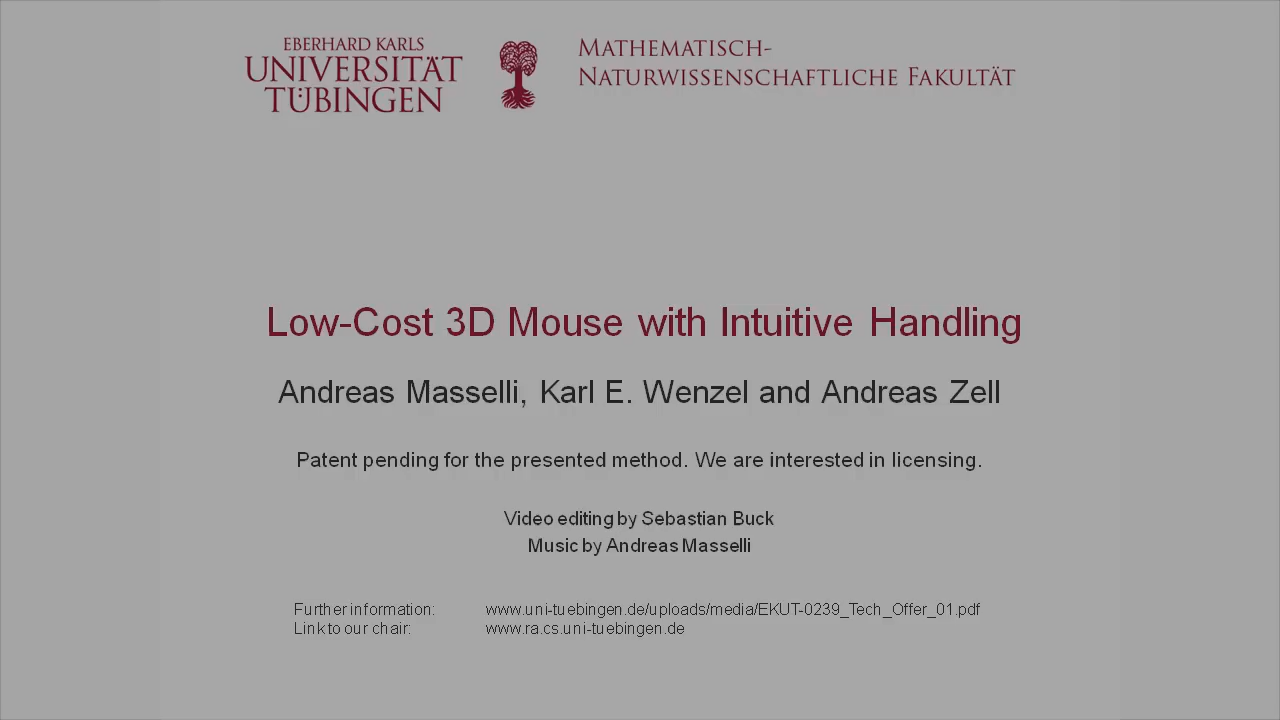 EBERHARD KARLS
UNIVERSITÄT
TÜBINGEN
MATHEMATISCH-
NATURWISSENSCHAFTLICHE FAKULTÄT
Low-Cost 3D Mouse with Intuitive Handling
Andreas Masselli, Karl E. Wenzel and Andreas Zell
Patent pending for the presented method. We are interested in licensing.
Video editing by Sebastian Buck
Music by Andreas Masselli
Further information: www.uni-tuebingen.de/uploads/media/EKUT-0239_Tech_Offer_01.pdf
Link to our chair: www.ra.cs.uni-tuebingen.de